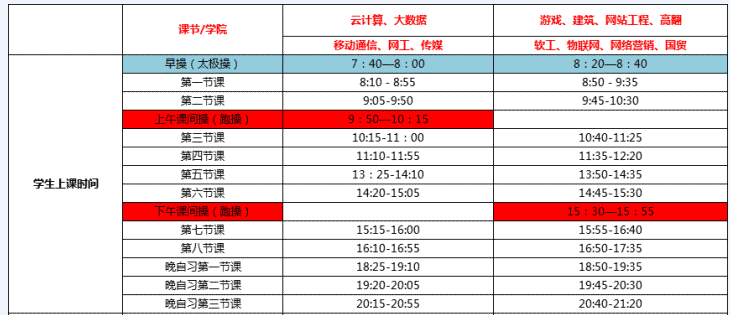 课节/学院 云计算、大数据 游戏、建筑、网站工程、高翻
移动通信、网工、传媒 软工、物联网、网络营销、国贸
早操（太极操） 7：40—8：00 8：20—8：40
第一节课 8:10 - 8:55 8:50 - 9:35
第二节课 9:05-9:50 9:45-10:30
上午课间操（跑操） 9：50—10：15
第三节课 10:15-11：00 10:40-11:25
第四节课 11:10-11:55 11:35-12:20
第五节课 13：25-14:10 13:50-14:35
学生上课时间
第六节课 14:20-15:05 14:45-15:30
下午课间操（跑操） 15：30—15：55
第七节课 15:15-16:00 15:55-16:40
第八节课 16:10-16:55 16:50-17:35
晚自习第一节课 18:25-19:10 18:50-19:35
晚自习第二节课 19:20-20:05 19:45-20:30
晚自习第三节课 20:15-20:55 20:40-21:20